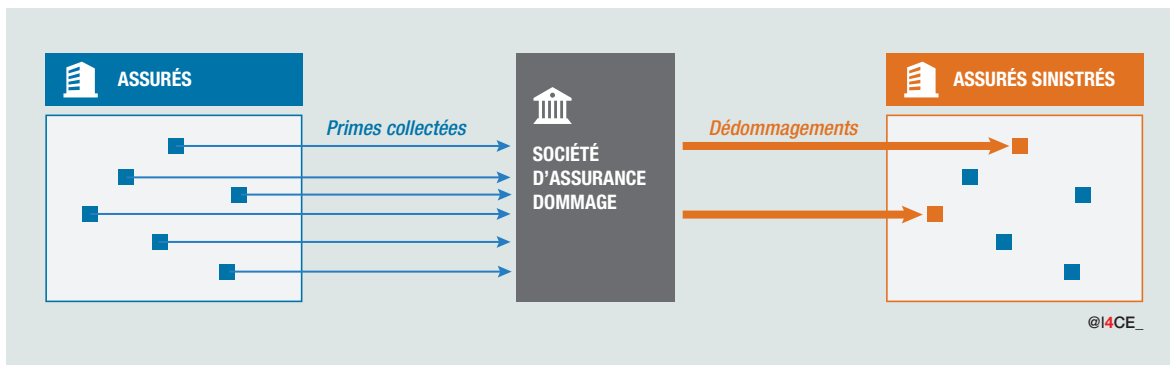 ASSURÉS
Primes collectées
SOCIÉTÉ
D'ASSURANCE
DOMMAGE
Dédommagements
ASSURÉS SINISTRÉS
@I4CE_